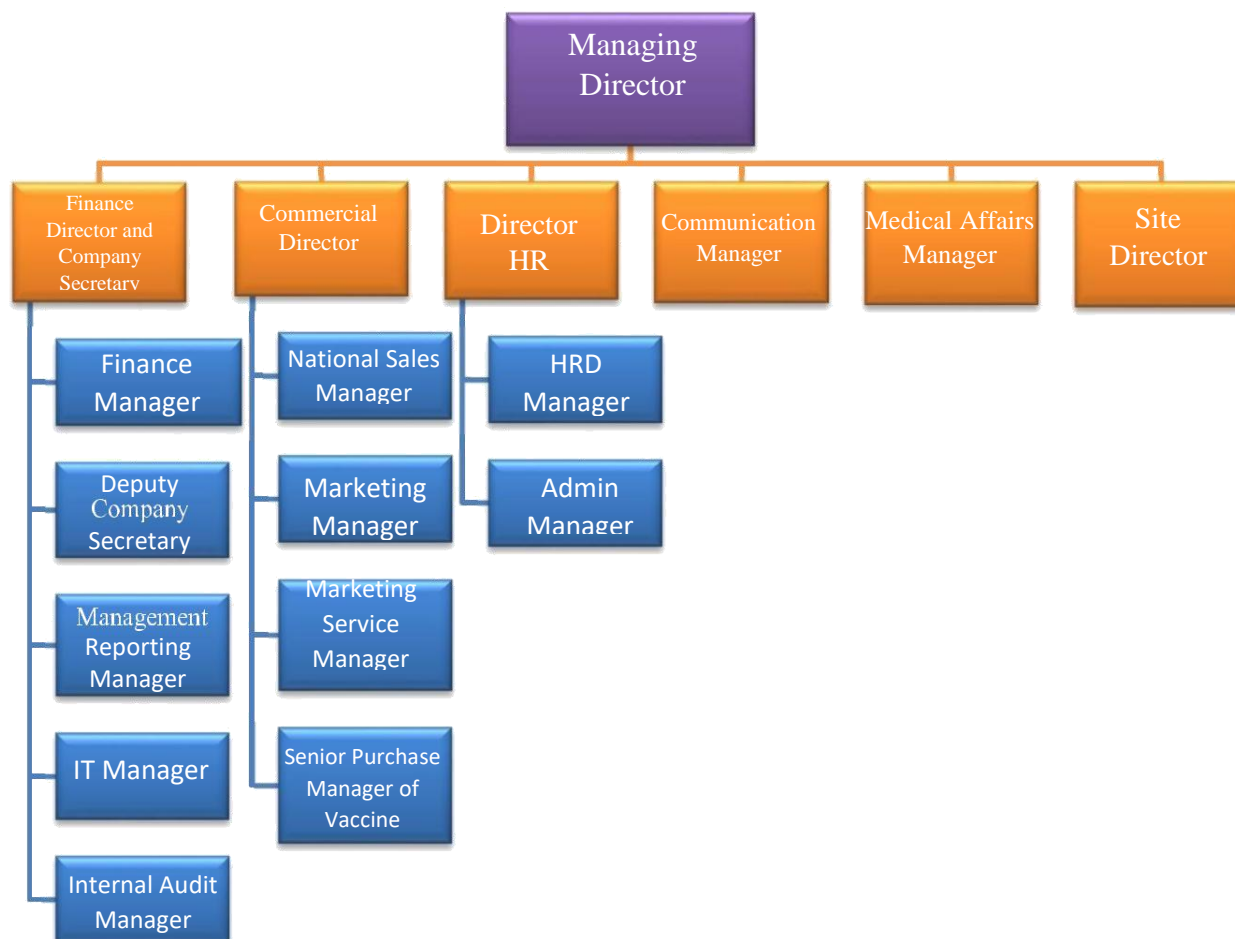 Managing
Director
Finance
Director and
Company
Secretary
Commercial
Director
Director
HR
Communication
Manager
Medical Affairs
Manager
Site
Director
Finance
Manager
Deputy
Company
Secretary
Management
Reporting
Manager
IT Manager
Internal Audit
Manager
National Sales
Manager
Marketing
Manager
Marketing
Service
Manager
Senior Purchase
Manager of
Vaccine
HRD
Manager
Admin
Manager